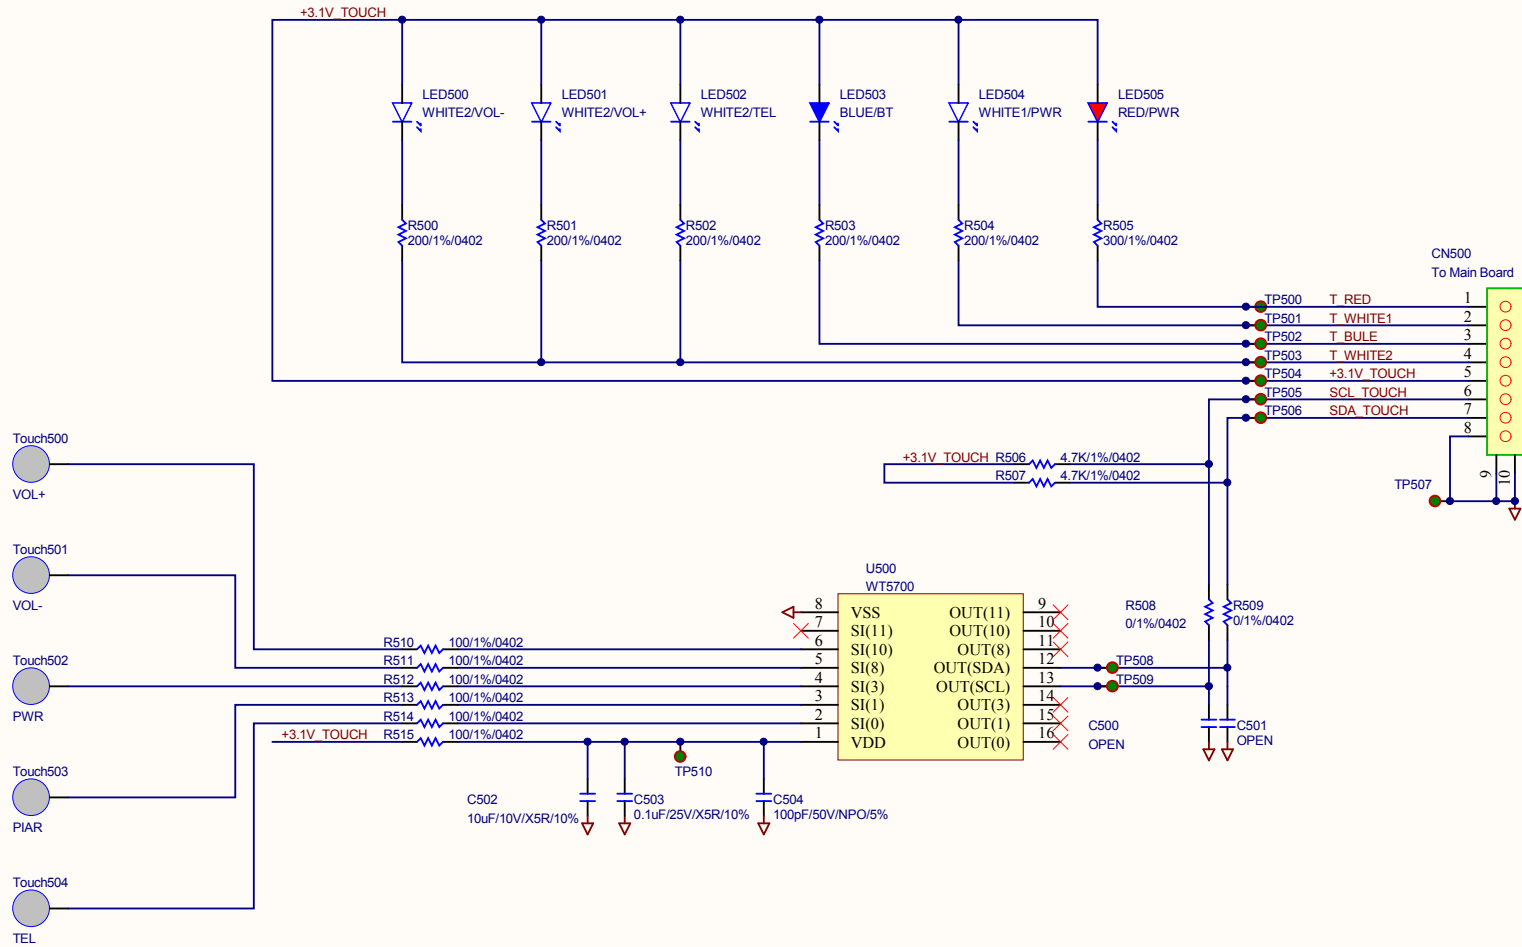 +3.1V_TOUCH
LED500
WHITE2/VOL-
LED501
WHITE2/VOL+
LED502
WHITE2/TEL
LED503
BLUE/BT
LED504
WHITE1/PWR
LED505
RED/PWR
R500
200/1%/0402
R501
200/1%/0402
R502
200/1%/0402
R503
200/1%/0402
R504
200/1%/0402
R505
300/1%/0402
CN500
To Main Board
TP500 T_RED 1
TP501 T_WHITE1 2
TP502 T_BULE 3
TP503 T_WHITE2 4
TP504 +3.1V_TOUCH 5
TP505 SCL_TOUCH 6
TP506 SDA_TOUCH 7
8
9
10
TP507
+3.1V_TOUCH R506 4.7K/1%/0402
R507 4.7K/1%/0402
Touch500
VOL+
Touch501
VOL-
Touch502
PWR
Touch503
PIAR
Touch504
TEL
R510 100/1%/0402
R511 100/1%/0402
R512 100/1%/0402
R513 100/1%/0402
R514 100/1%/0402
+3.1V_TOUCH R515 100/1%/0402
U500
WT5700
8 VSS OUT(11) 9
7 SI(11) OUT(10) 10
6 SI(10) OUT(8) 11
5 SI(8) OUT(SDA) 12 TP508
4 SI(3) OUT(SCL) 13 TP509
3 SI(1) OUT(3) 14
2 SI(0) OUT(1) 15
1 VDD OUT(0) 16
R508
0/1%/0402
R509
0/1%/0402
C500
OPEN
C501
OPEN
TP510
C502
10uF/10V/X5R/10%
C503
0.1uF/25V/X5R/10%
C504
100pF/50V/NPO/5%